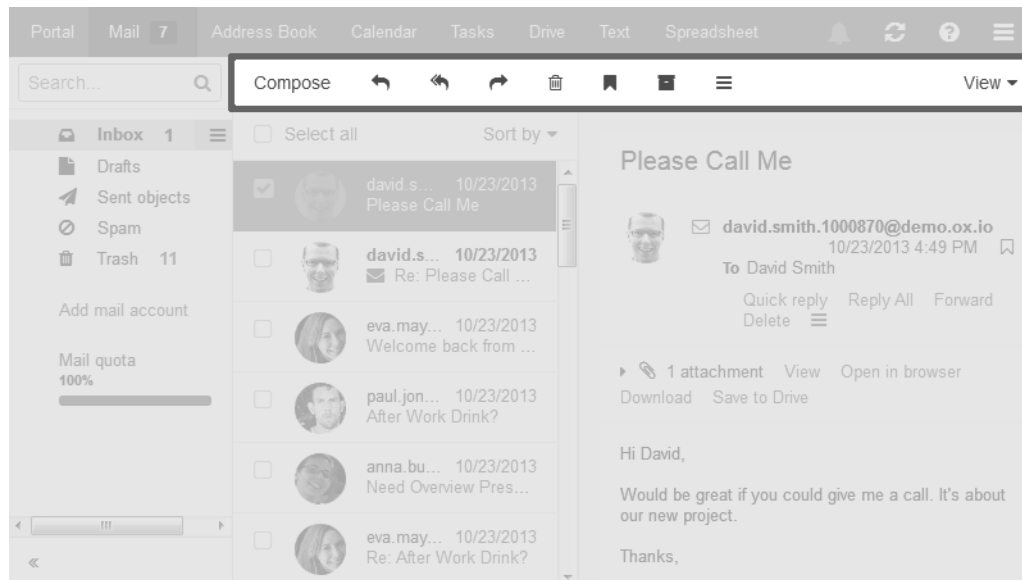 Portal Mail 7 Address Book Calendar Tasks Drive Text Spreadsheet
Search...
Compose View
Inbox 1
Drafts
Sent objects
Spam
Trash 11
Add mail account
Mail quota
100%
Select all Sort by
david.s... 10/23/2013
Please Call Me
david.s... 10/23/2013
Re: Please Call ...
eva.may... 10/23/2013
Welcome back from ...
paul.jon... 10/23/2013
After Work Drink?
anna.bu... 10/23/2013
Need Overview Pres...
eva.may... 10/23/2013
Re: After Work Drink?
Please Call Me
david.smith.1000870@demo.ox.io
10/23/2013 4:49 PM
To David Smith
Quick reply Reply All Forward
Delete
1 attachment View Open in browser
Download Save to Drive
Hi David,
Would be great if you could give me a call. It's about
our new project.
Thanks,